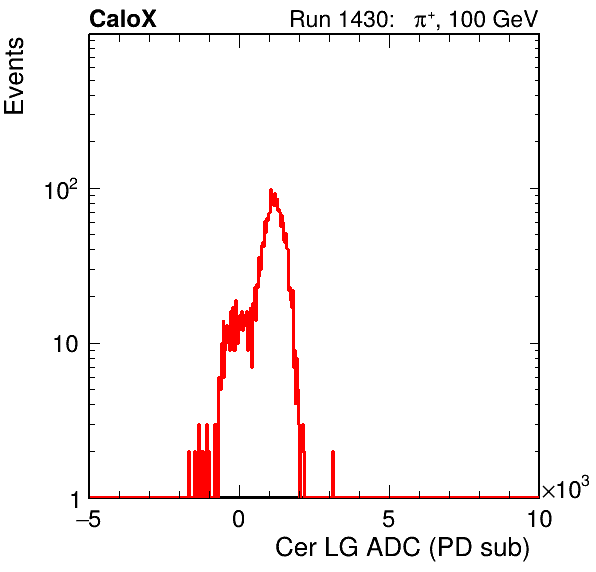 CaloX Run 1430: π⁺, 100 GeV
Events
10²
10
1
−5 0 5 10
×10³
Cer LG ADC (PD sub)